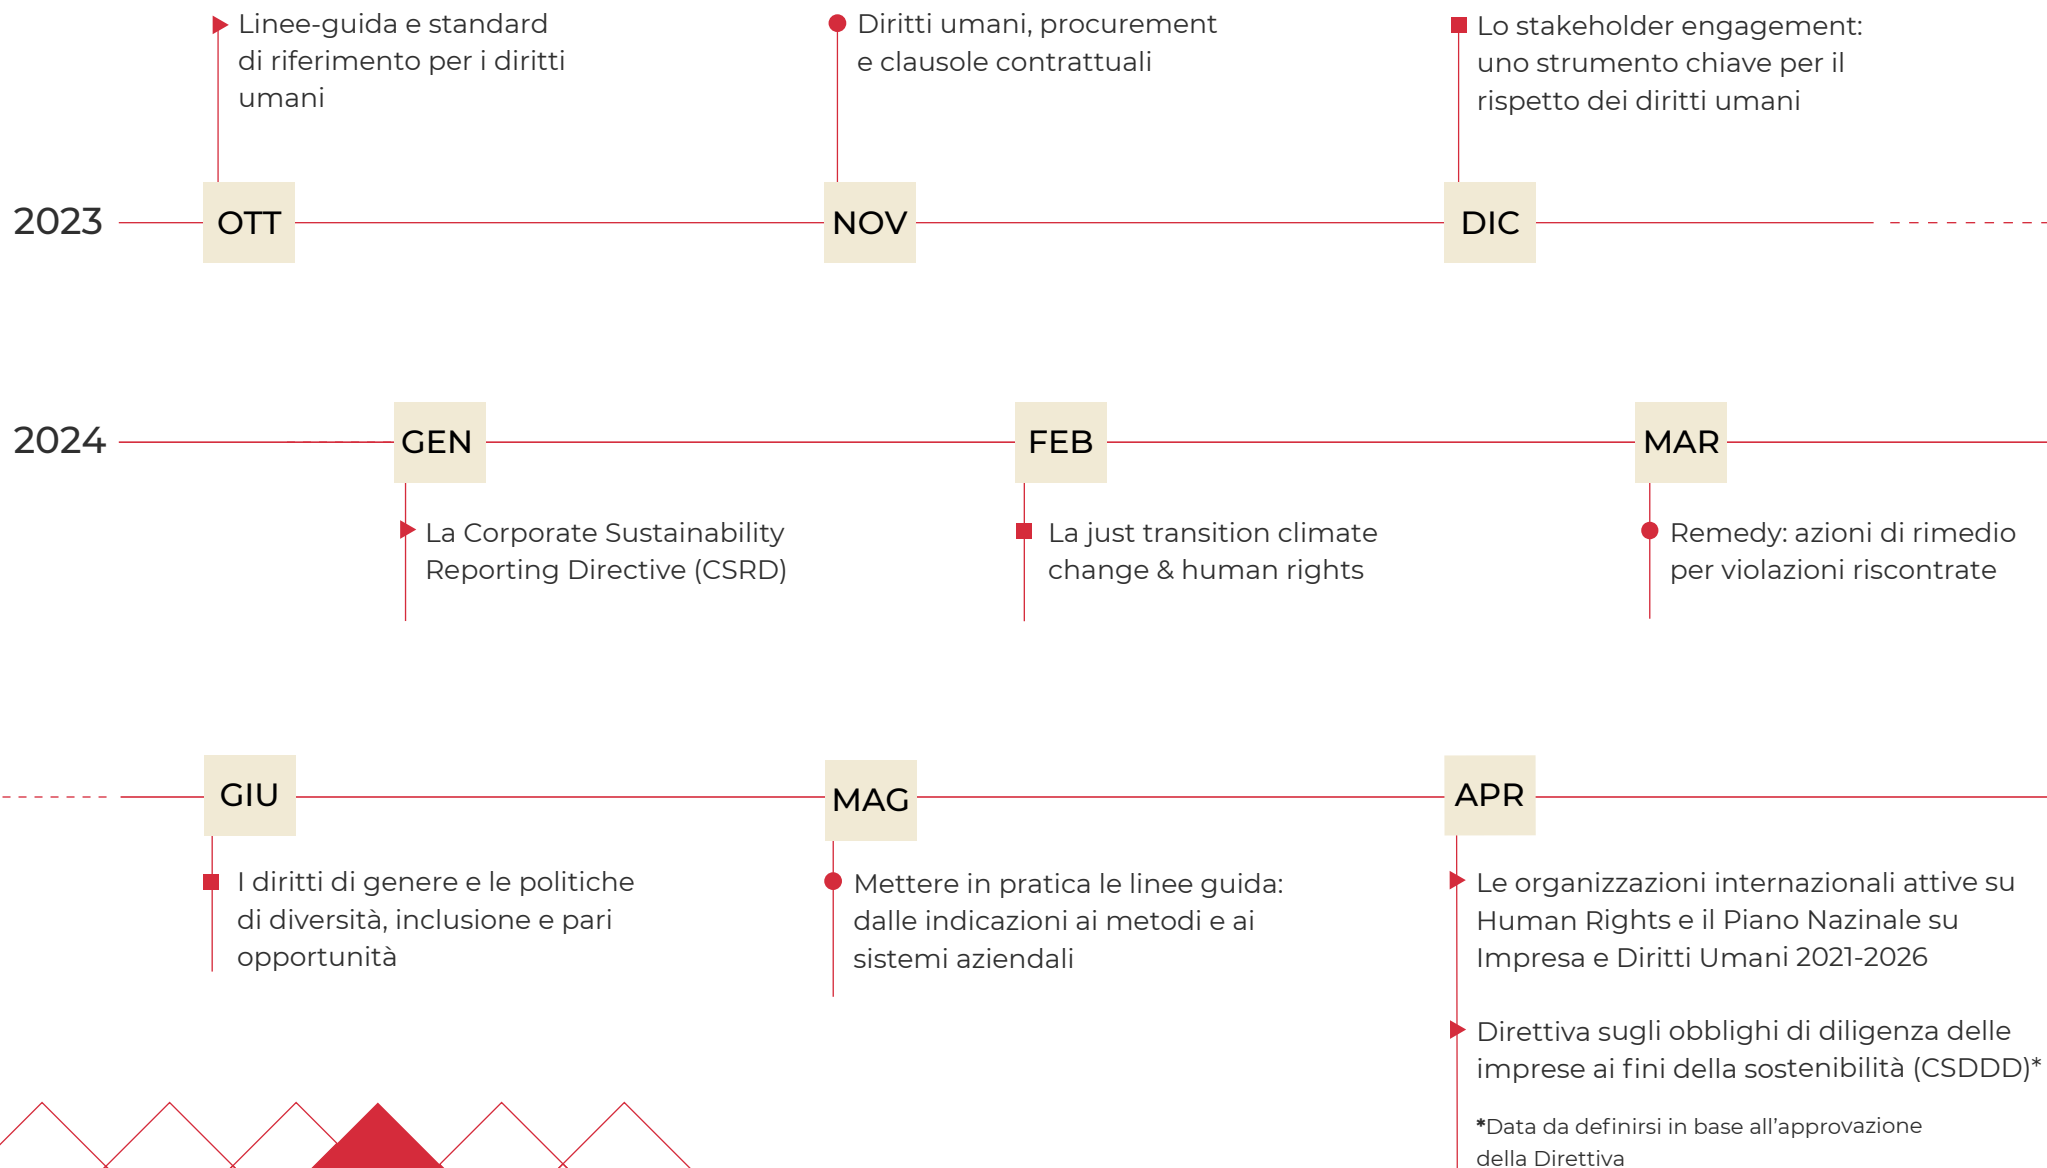 Linee-guida e standard
di riferimento per i diritti
umani
Diritti umani, procurement
e clausole contrattuali
Lo stakeholder engagement:
uno strumento chiave per il
rispetto dei diritti umani
2023
OTT
NOV
DIC
2024
GEN
FEB
MAR
La Corporate Sustainability
Reporting Directive (CSRD)
La just transition climate
change & human rights
Remedy: azioni di rimedio
per violazioni riscontrate
GIU
MAG
APR
I diritti di genere e le politiche
di diversità, inclusione e pari
opportunità
Mettere in pratica le linee guida:
dalle indicazioni ai metodi e ai
sistemi aziendali
Le organizzazioni internazionali attive su
Human Rights e il Piano Nazinale su
Impresa e Diritti Umani 2021-2026
Direttiva sugli obblighi di diligenza delle
imprese ai fini della sostenibilità (CSDDD)*
*Data da definirsi in base all’approvazione
della Direttiva